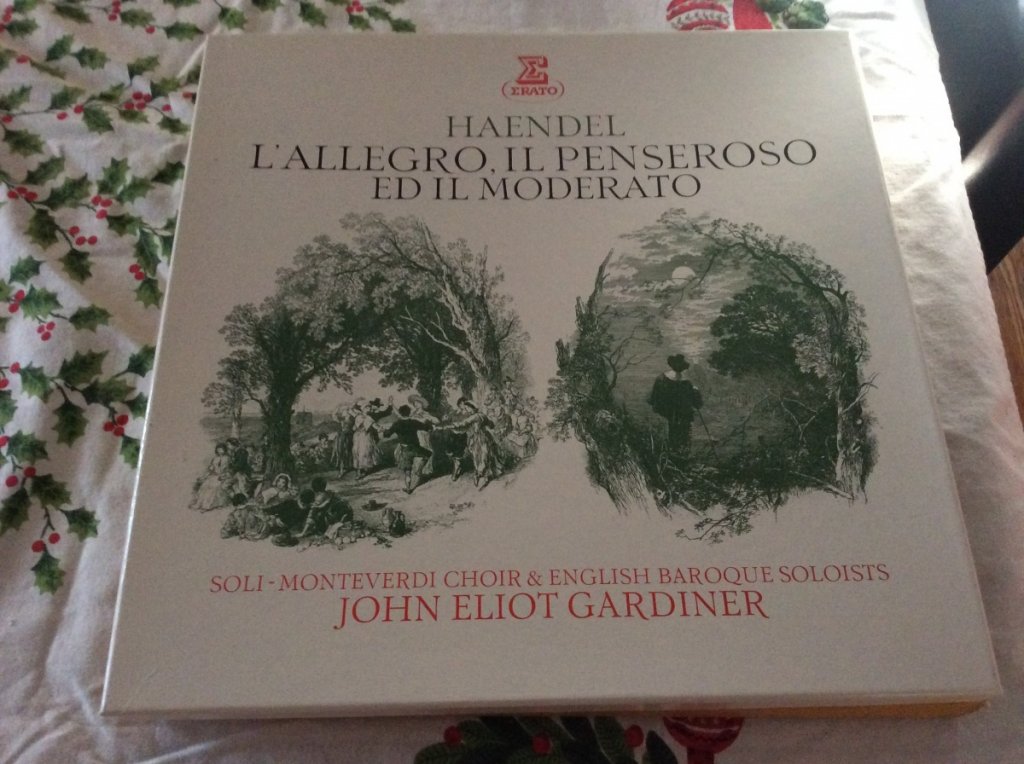 Σ
ΣRATO
HAENDEL
L'ALLEGRO, IL PENSEROSO
ED IL MODERATO
SOLI - MONTEVERDI CHOIR & ENGLISH BAROQUE SOLOISTS
JOHN ELIOT GARDINER